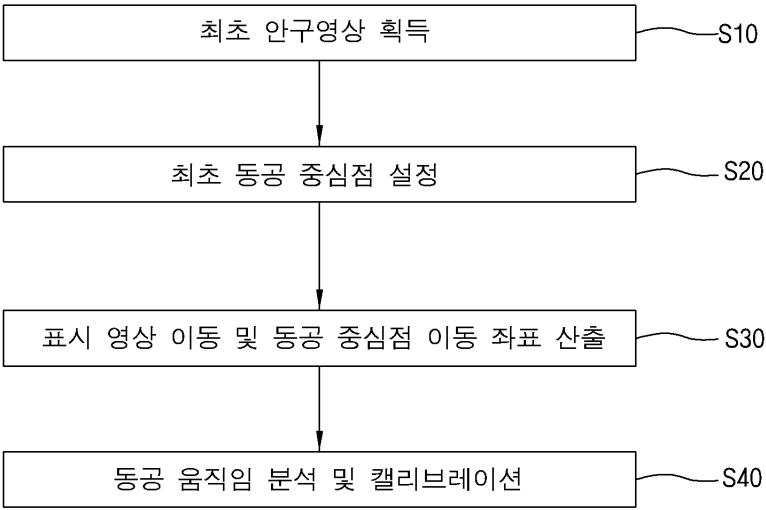 최초 안구영상 획득
S10
최초 동공 중심점 설정
S20
표시 영상 이동 및 동공 중심점 이동 좌표 산출
S30
동공 움직임 분석 및 캘리브레이션
S40